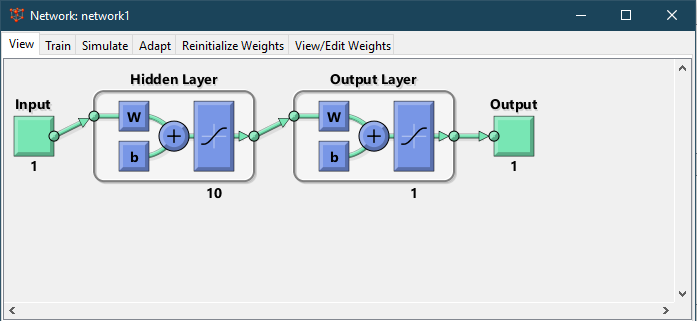 Network: network1
View Train Simulate Adapt Reinitialize Weights View/Edit Weights
Hidden Layer Output Layer
Input Output
W W
+ +
b b
1 1
10 1